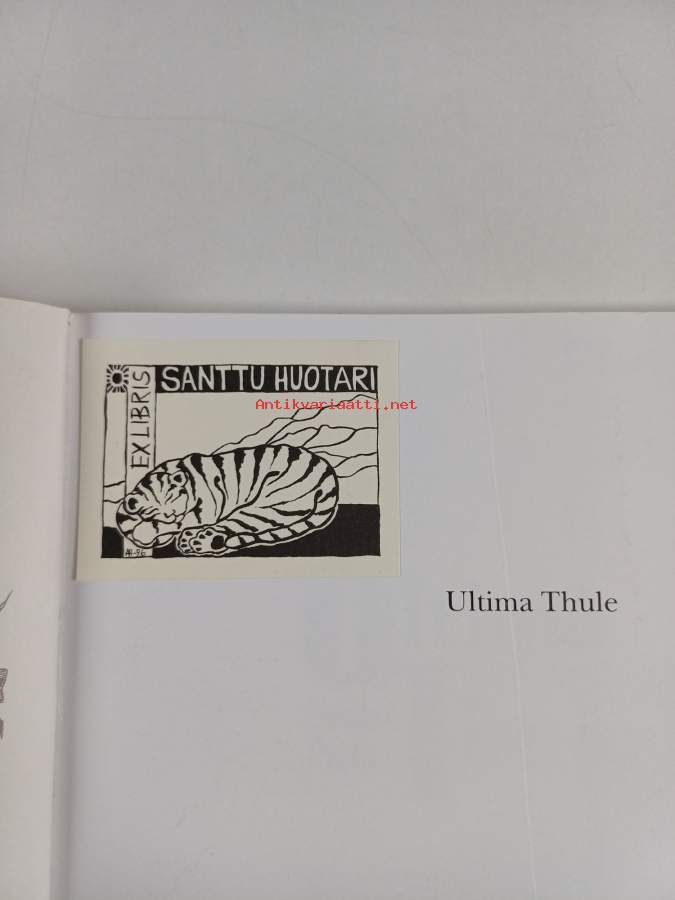 SANTTU HUOTARI
EX LIBRIS
Antikvariaatti.net
Ultima Thule